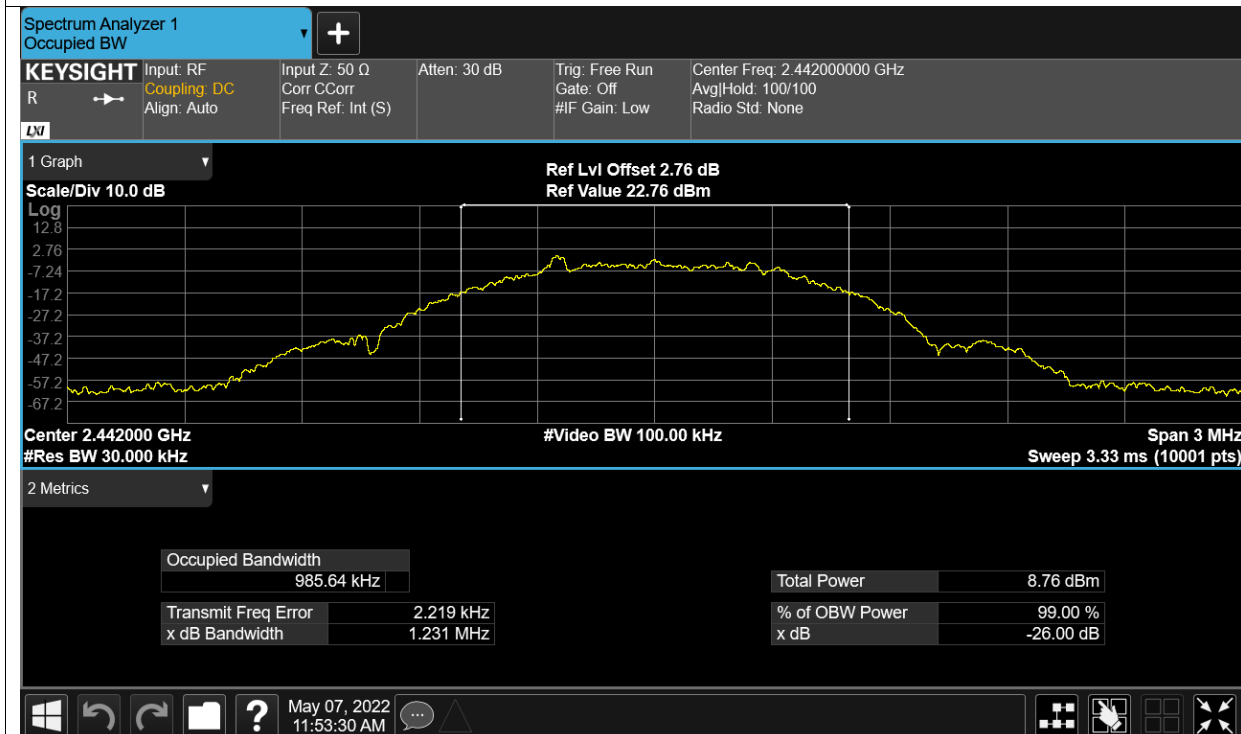 Spectrum Analyzer 1
Occupied BW
+
KEYSIGHT
R
LXI
Input: RF
Coupling: DC
Align: Auto
Input Z: 50 Ω
Corr CCorr
Freq Ref: Int (S)
Atten: 30 dB
Trig: Free Run
Gate: Off
#IF Gain: Low
Center Freq: 2.442000000 GHz
Avg|Hold: 100/100
Radio Std: None
1 Graph
Scale/Div 10.0 dB
Ref Lvl Offset 2.76 dB
Ref Value 22.76 dBm
Log
12.8
2.76
-7.24
-17.2
-27.2
-37.2
-47.2
-57.2
-67.2
Center 2.442000 GHz
#Res BW 30.000 kHz
#Video BW 100.00 kHz
Span 3 MHz
Sweep 3.33 ms (10001 pts)
2 Metrics
Occupied Bandwidth
985.64 kHz
Transmit Freq Error 2.219 kHz
x dB Bandwidth 1.231 MHz
Total Power 8.76 dBm
% of OBW Power 99.00 %
x dB -26.00 dB
?
May 07, 2022
11:53:30 AM